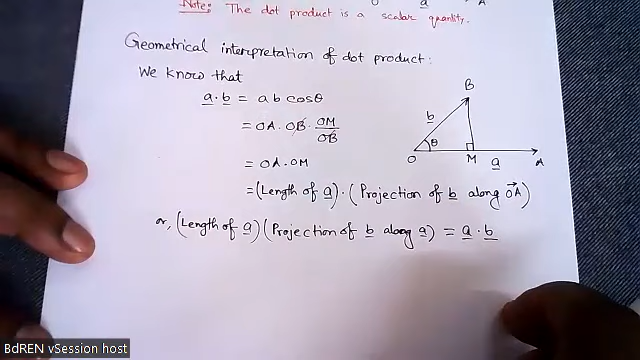 O a A
Note: The dot product is a scalar quantity.
Geometrical interpretation of dot product:
We know that
a · b = a b cosθ
= OA · OB · OM/OB
= OA · OM
= (Length of a) · (Projection of b along OA)
or, (Length of a) (Projection of b along a) = a · b
B
b
θ
O M a A
BdREN vSession host